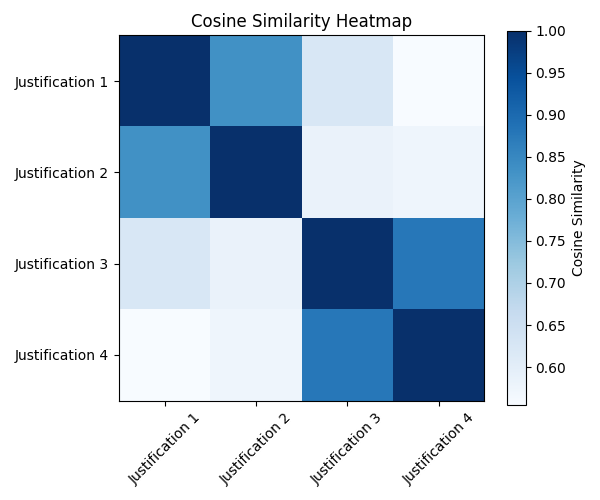 Cosine Similarity Heatmap
Justification 1
Justification 2
Justification 3
Justification 4
Justification 1
Justification 2
Justification 3
Justification 4
1.00
0.95
0.90
0.85
0.80
0.75
0.70
0.65
0.60
Cosine Similarity